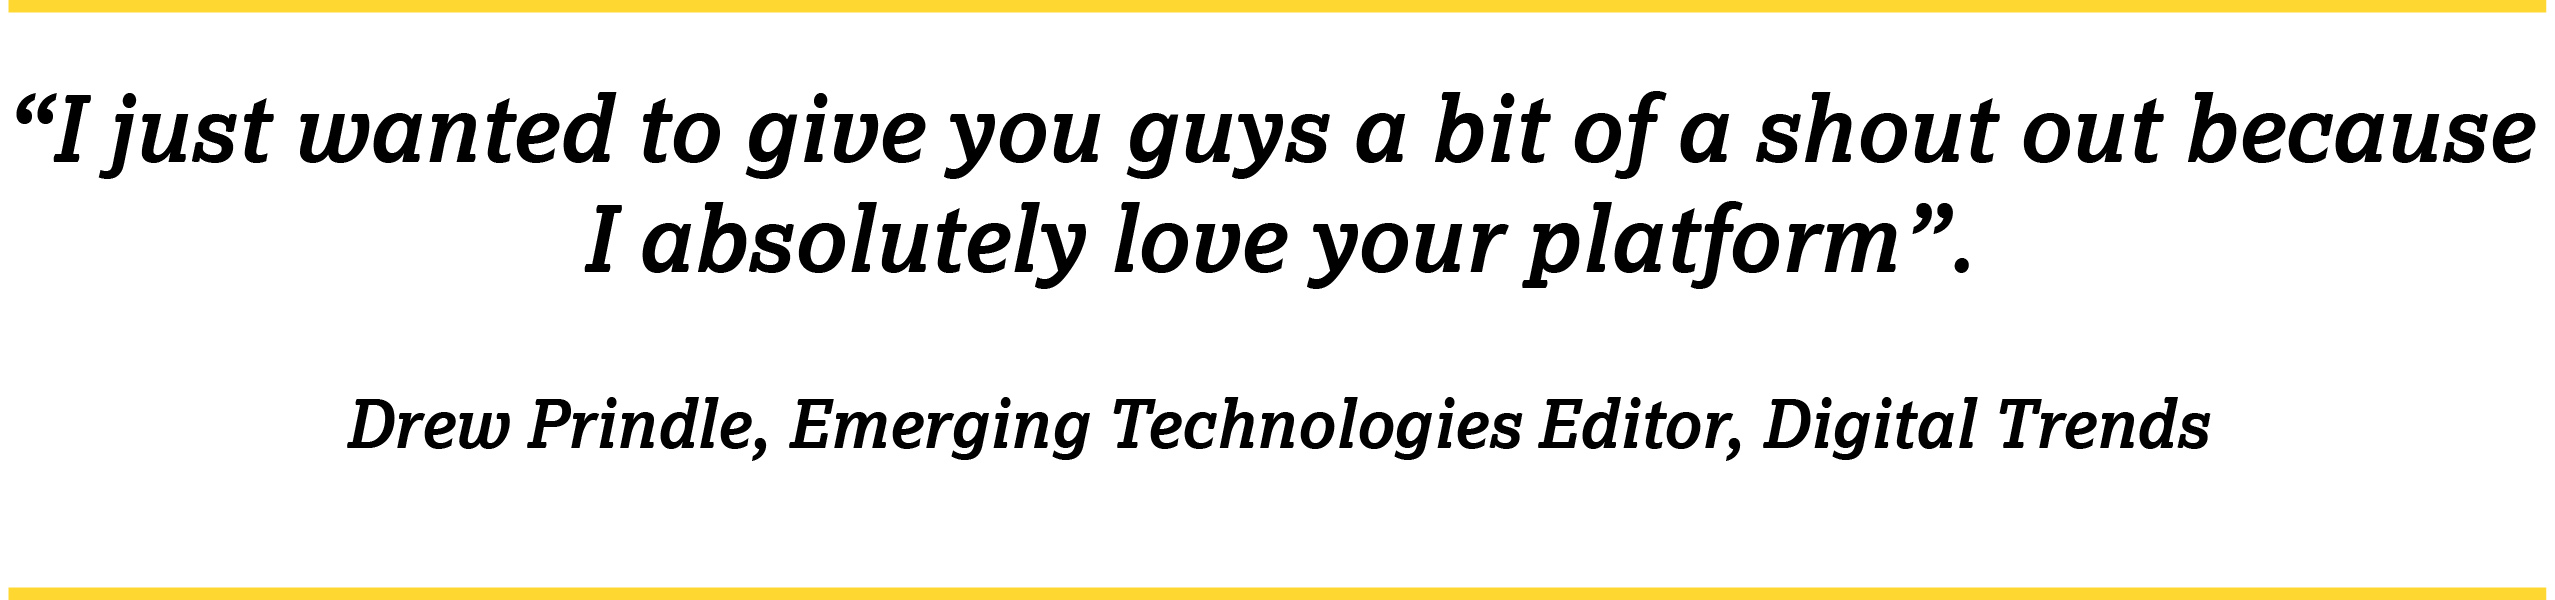 “I just wanted to give you guys a bit of a shout out because
I absolutely love your platform”.
Drew Prindle, Emerging Technologies Editor, Digital Trends